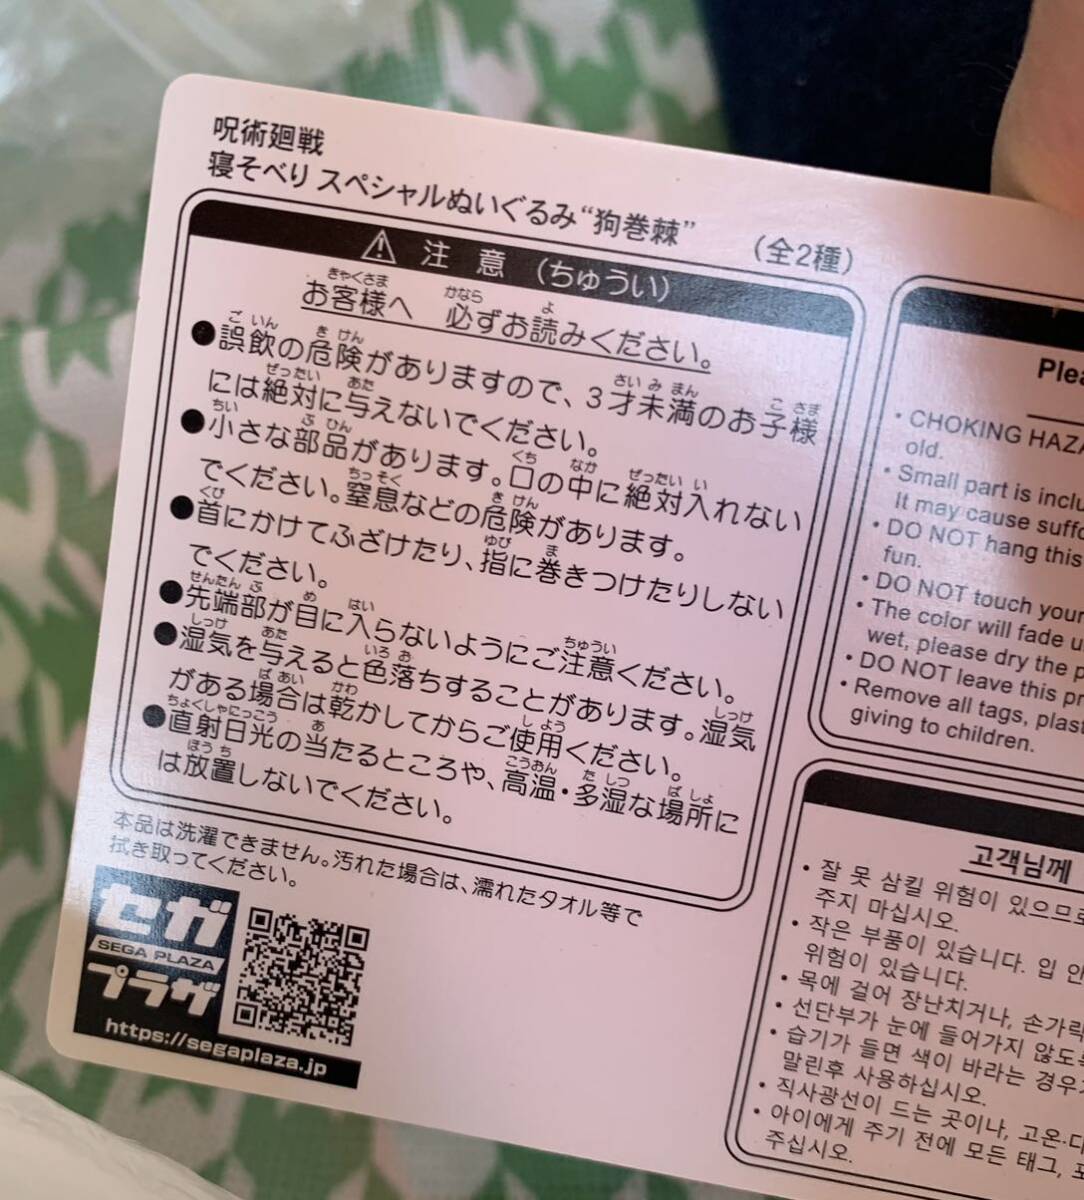 呪術廻戦
寝そべり スペシャルぬいぐるみ“狗巻棘” (全2種)
注 意 (ちゅうい)
お客様へ 必ずお読みください。
●誤飲の危険がありますので、3才未満のお子様
には絶対に与えないでください。
●小さな部品があります。口の中に絶対入れない
でください。窒息などの危険があります。
●首にかけてふざけたり、指に巻きつけたりしない
でください。
●先端部が目に入らないようにご注意ください。
●湿気を与えると色落ちすることがあります。湿気
がある場合は乾かしてからご使用ください。
●直射日光の当たるところや、高温・多湿な場所に
は放置しないでください。
本品は洗濯できません。汚れた場合は、濡れたタオル等で
拭き取ってください。
セガ
SEGA PLAZA
プラザ
https://segaplaza.jp
• CHOKING
old.
• Small part is
It may cause
• DO NOT hang this
fun.
• DO NOT touch your
• The color will fade
wet, please dry the
• DO NOT leave this
• Remove all tags,
giving to children.
고객님께
• 잘 못 삼킬 위험이 있으므로
주지 마십시오.
• 작은 부품이 있습니다. 입
위험이 있습니다.
• 목에 걸어 장난치거나, 손가락
• 선단부가 눈에 들어가지 않도록
• 습기가 들면 색이 바라는
말린후 사용하십시오.
• 직사광선이 드는 곳이나,
• 아이에게 주기 전에 모든 태그,
주십시오.